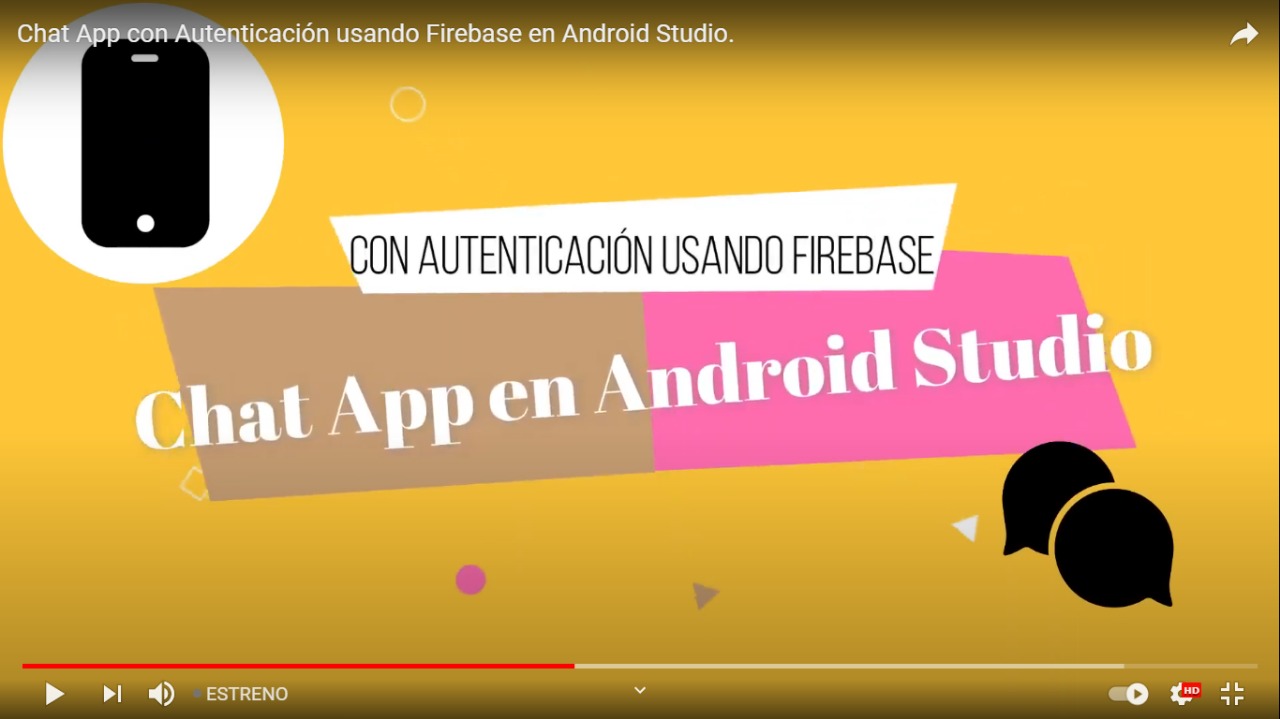 Chat App con Autenticación usando Firebase en Android Studio.
CON AUTENTICACIÓN USANDO FIREBASE
Chat App en Android Studio
ESTRENO
HD